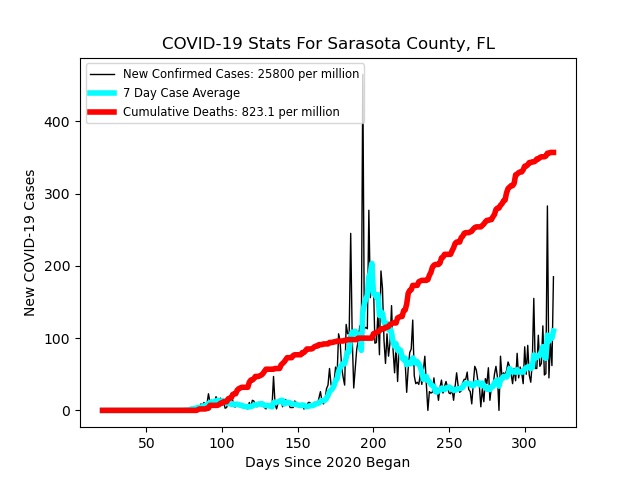 COVID-19 Stats For Sarasota County, FL
New Confirmed Cases: 25800 per million
7 Day Case Average
Cumulative Deaths: 823.1 per million
New COVID-19 Cases
400
300
200
100
0
50 100 150 200 250 300
Days Since 2020 Began